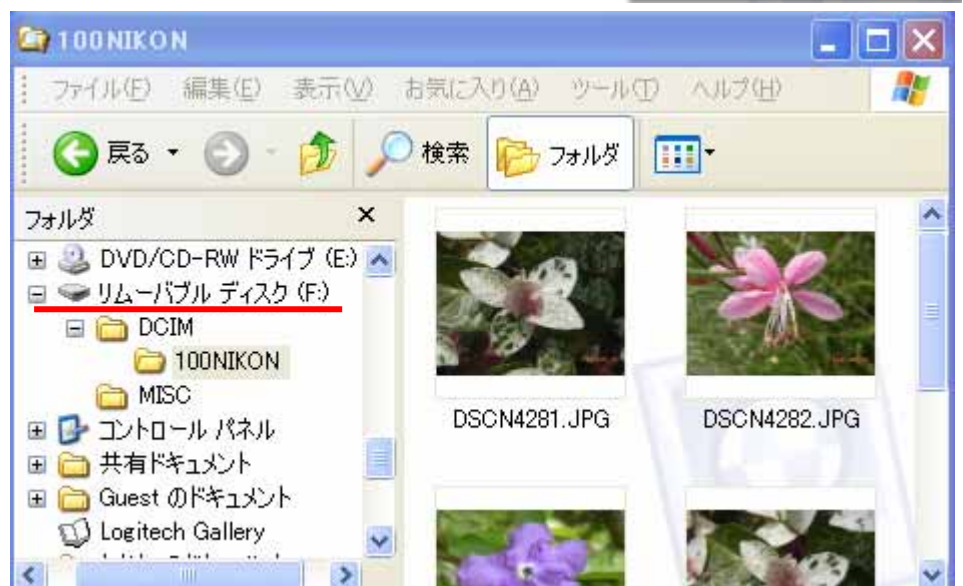 100NIKON
ファイル(F) 編集(E) 表示(V) お気に入り(A) ツール(T) ヘルプ(H)
戻る 検索 フォルダ
フォルダ
DVD/CD-RW ドライブ (E:)
リムーバブル ディスク (F:)
DCIM
100NIKON
MISC
コントロール パネル
共有ドキュメント
Guest のドキュメント
Logitech Gallery
DSCN4281.JPG DSCN4282.JPG